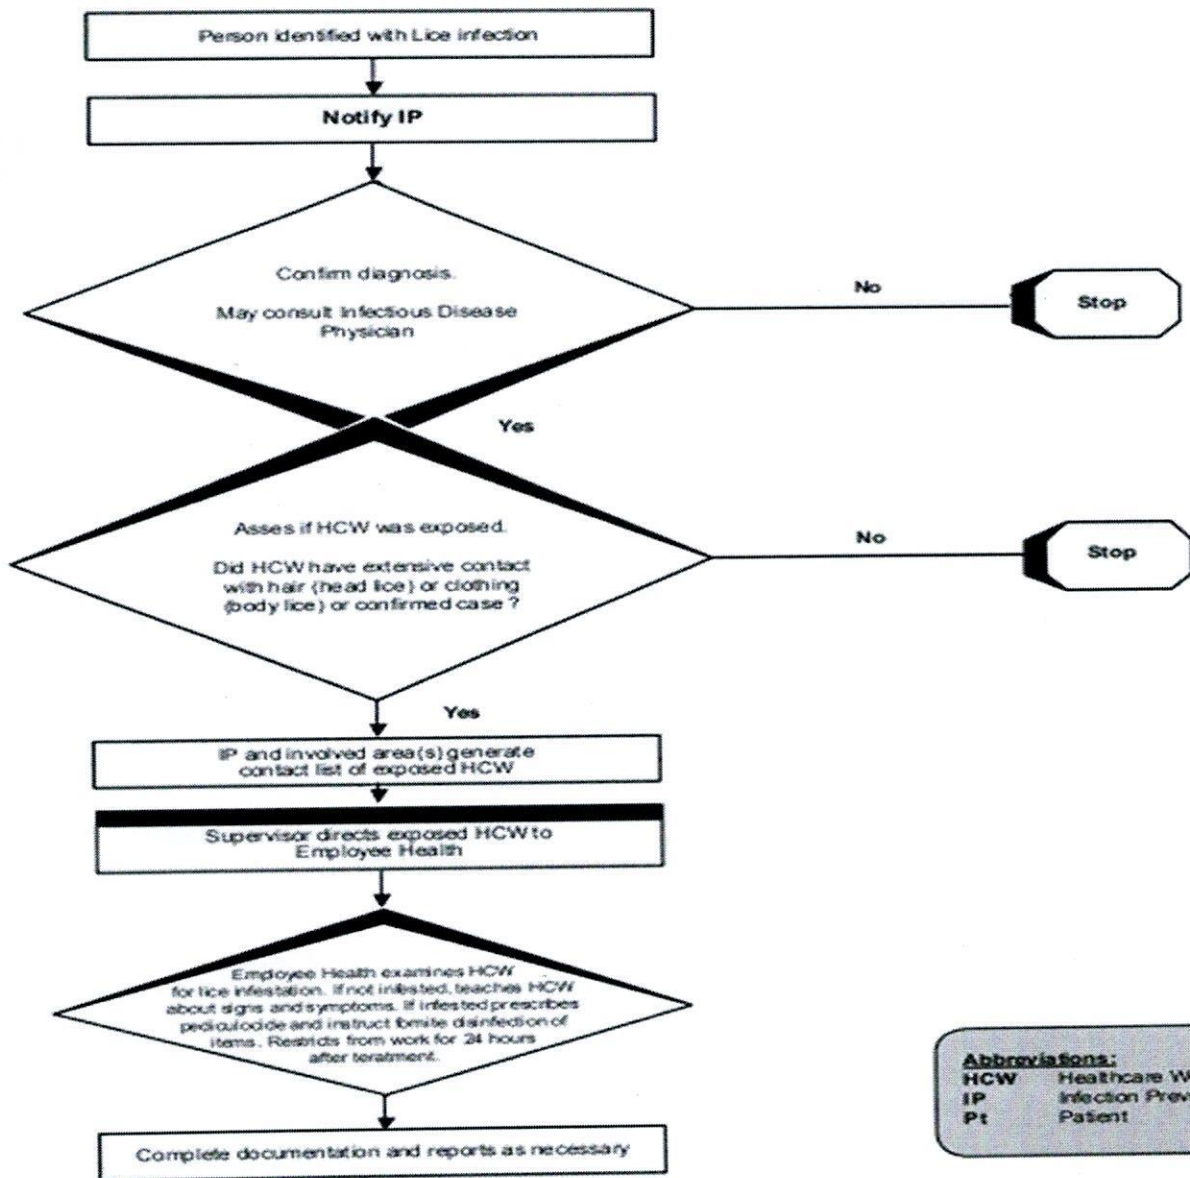 Person identified with Lice infection
Notify IP
Confirm diagnosis.
May consult Infectious Disease
Physician
No
Stop
Yes
Asses if HCW was exposed.
Did HCW have extensive contact
with hair (head lice) or clothing
(body lice) or confirmed case?
No
Stop
Yes
IP and involved area(s) generate
contact list of exposed HCW
Supervisor directs exposed HCW to
Employee Health
Employee Health examines HCW
for lice infestation. If not infested, teaches HCW
about signs and symptoms. If infested prescribes
pediculocide and instruct fomite disinfection of
items. Restricts from work for 24 hours
after teratment.
Complete documentation and reports as necessary
Abbreviations:
HCW Healthcare W
IP Infection Prev
Pt Patient